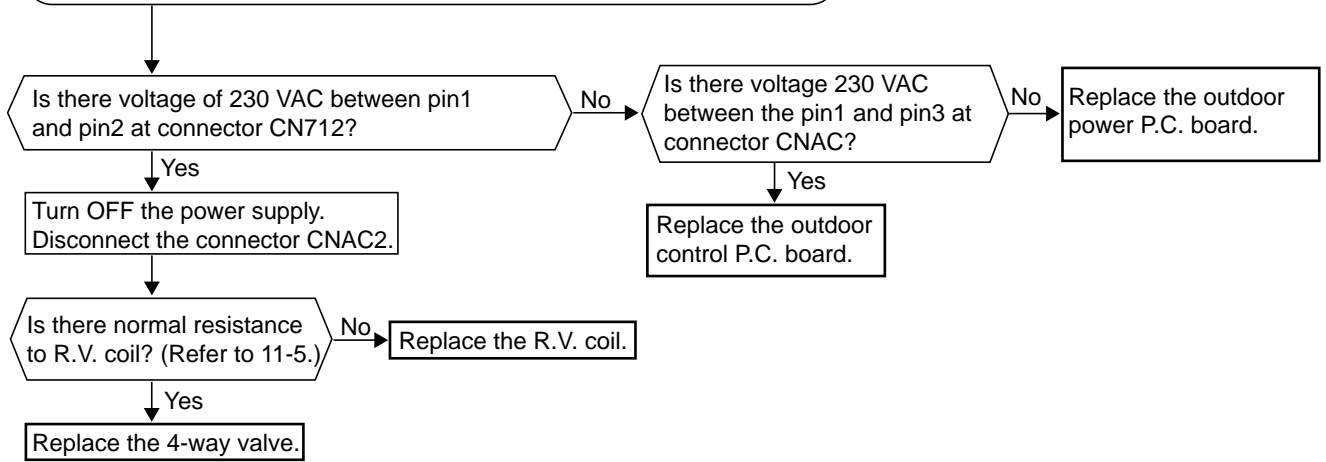 Is there voltage of 230 VAC between pin1
and pin2 at connector CN712?
No
Is there voltage 230 VAC
between the pin1 and pin3 at
connector CNAC?
No
Replace the outdoor
power P.C. board.
Yes
Yes
Turn OFF the power supply.
Disconnect the connector CNAC2.
Replace the outdoor
control P.C. board.
Is there normal resistance
to R.V. coil? (Refer to 11-5.)
No
Replace the R.V. coil.
Yes
Replace the 4-way valve.